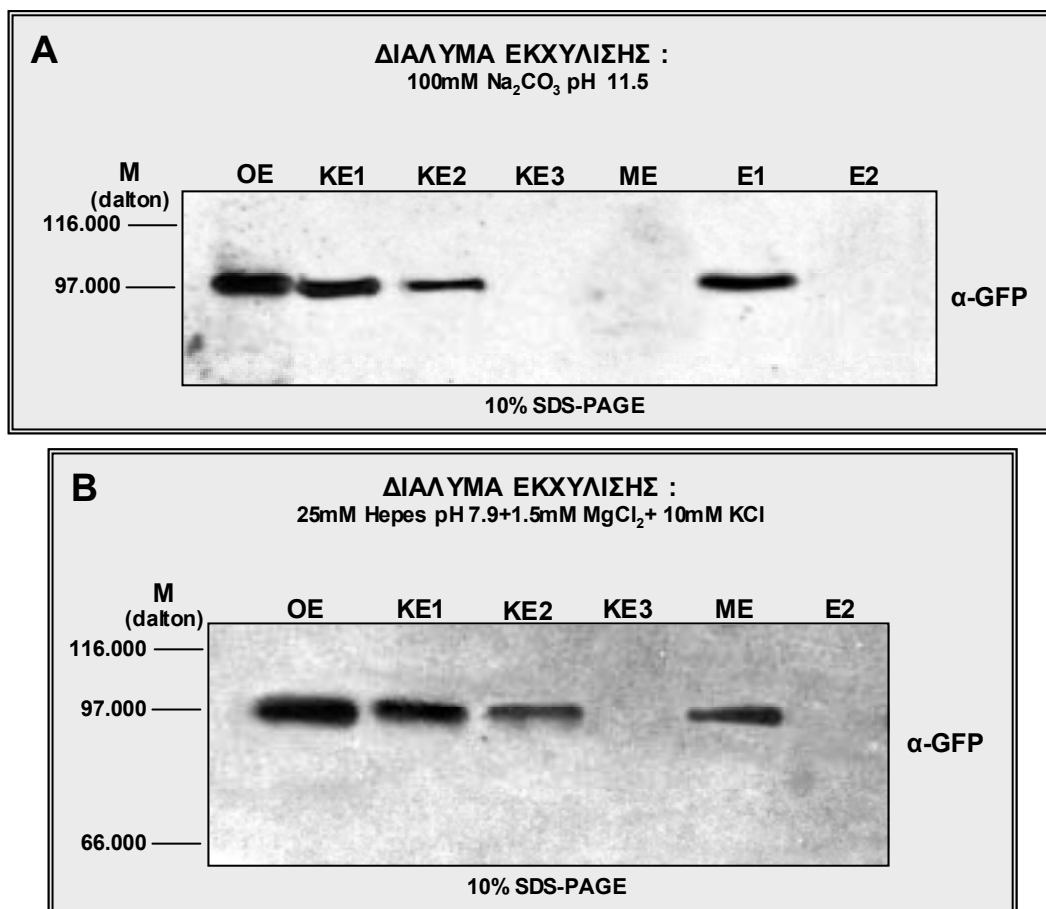 A
ΔΙΑΛΥΜΑ ΕΚΧΥΛΙΣΗΣ :
100mM Na₂CO₃ pH 11.5
M OE KE1 KE2 KE3 ME E1 E2
(dalton)
116.000
97.000
α-GFP
10% SDS-PAGE
B
ΔΙΑΛΥΜΑ ΕΚΧΥΛΙΣΗΣ :
25mM Hepes pH 7.9+1.5mM MgCl₂+ 10mM KCl
M OE KE1 KE2 KE3 ME E2
(dalton)
116.000
97.000
α-GFP
66.000
10% SDS-PAGE